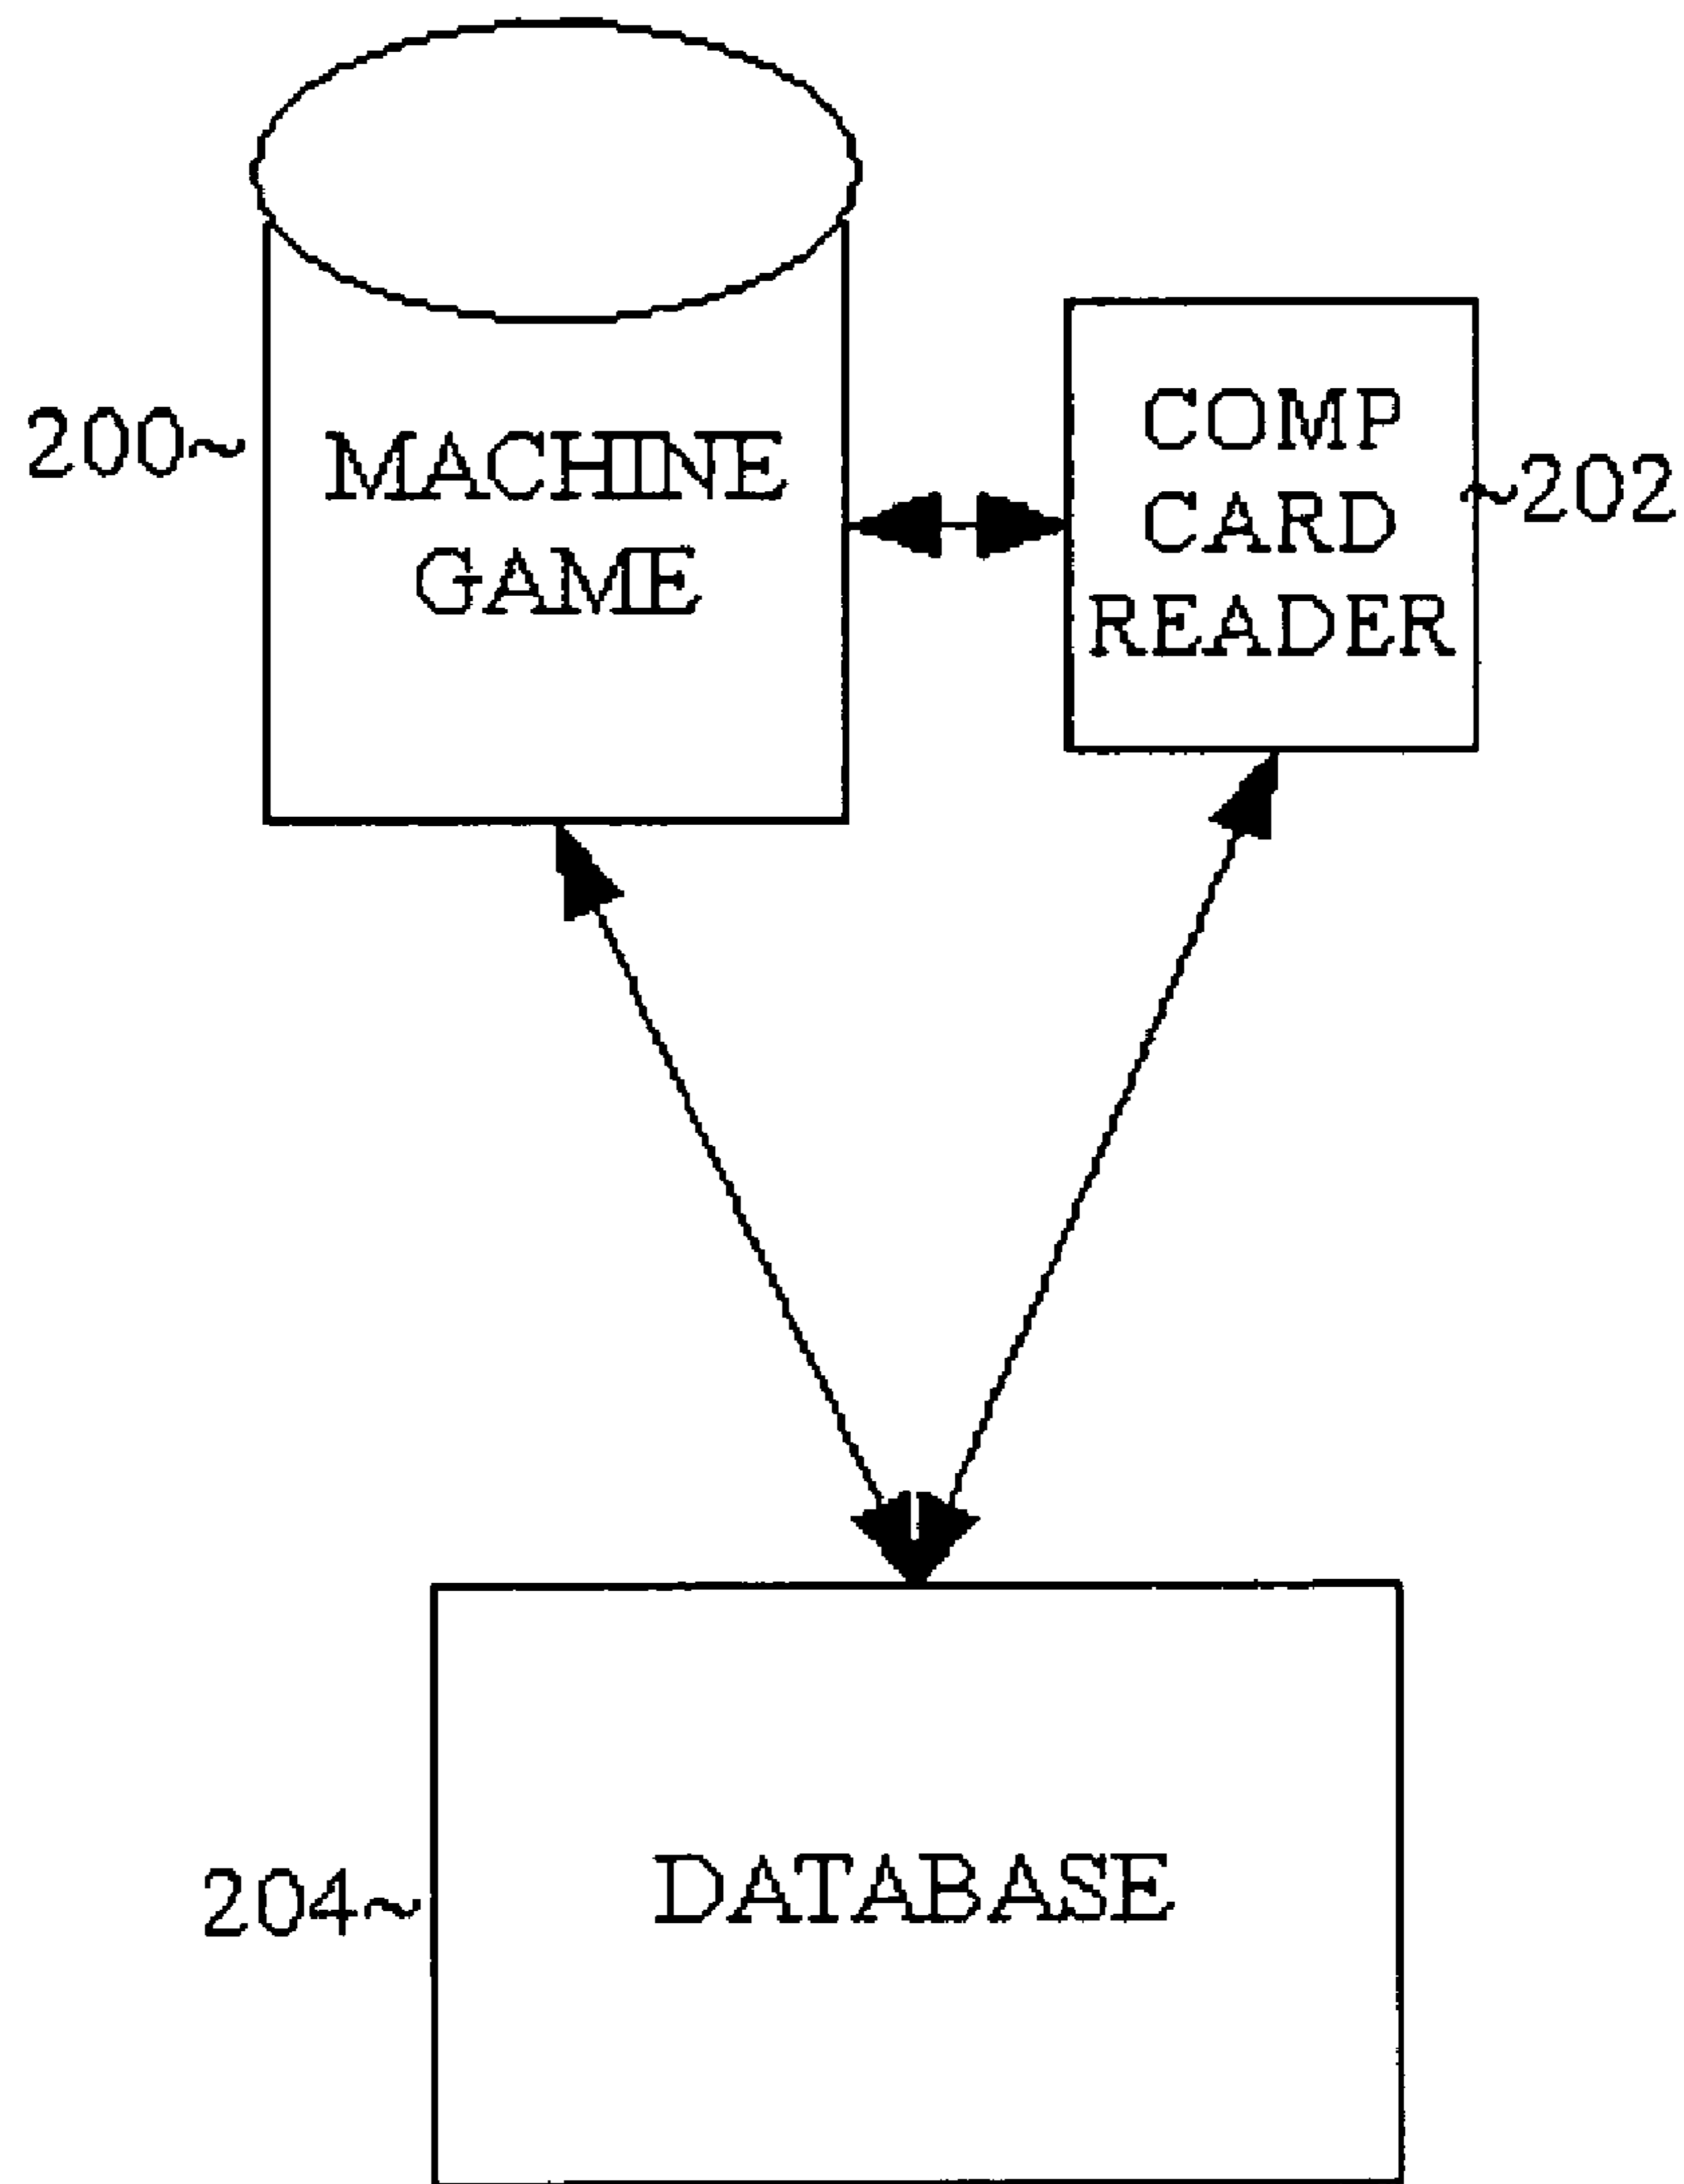 200~
MACHINE
GAME
COMP
CARD
READER
~202
204~
DATABASE